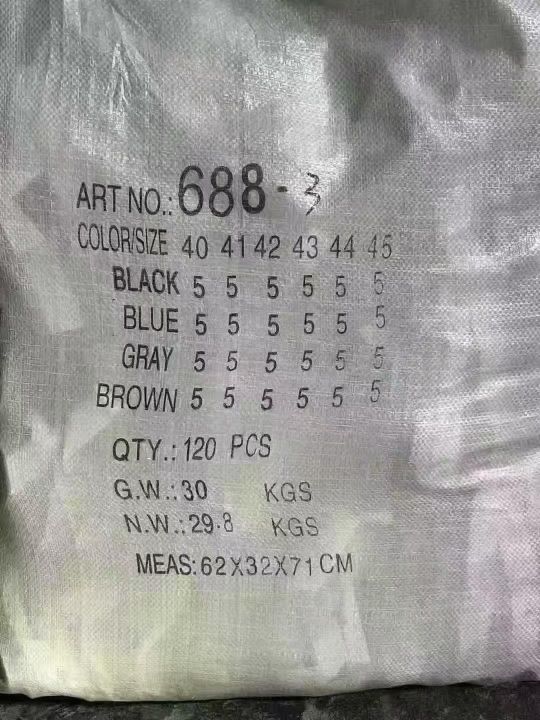 ART NO.: 688-3
COLOR/SIZE 40 41 42 43 44 45
BLACK 5 5 5 5 5 5
BLUE 5 5 5 5 5 5
GRAY 5 5 5 5 5 5
BROWN 5 5 5 5 5 5
QTY.: 120 PCS
G.W.: 30 KGS
N.W.: 29.8 KGS
MEAS: 62X32X71CM